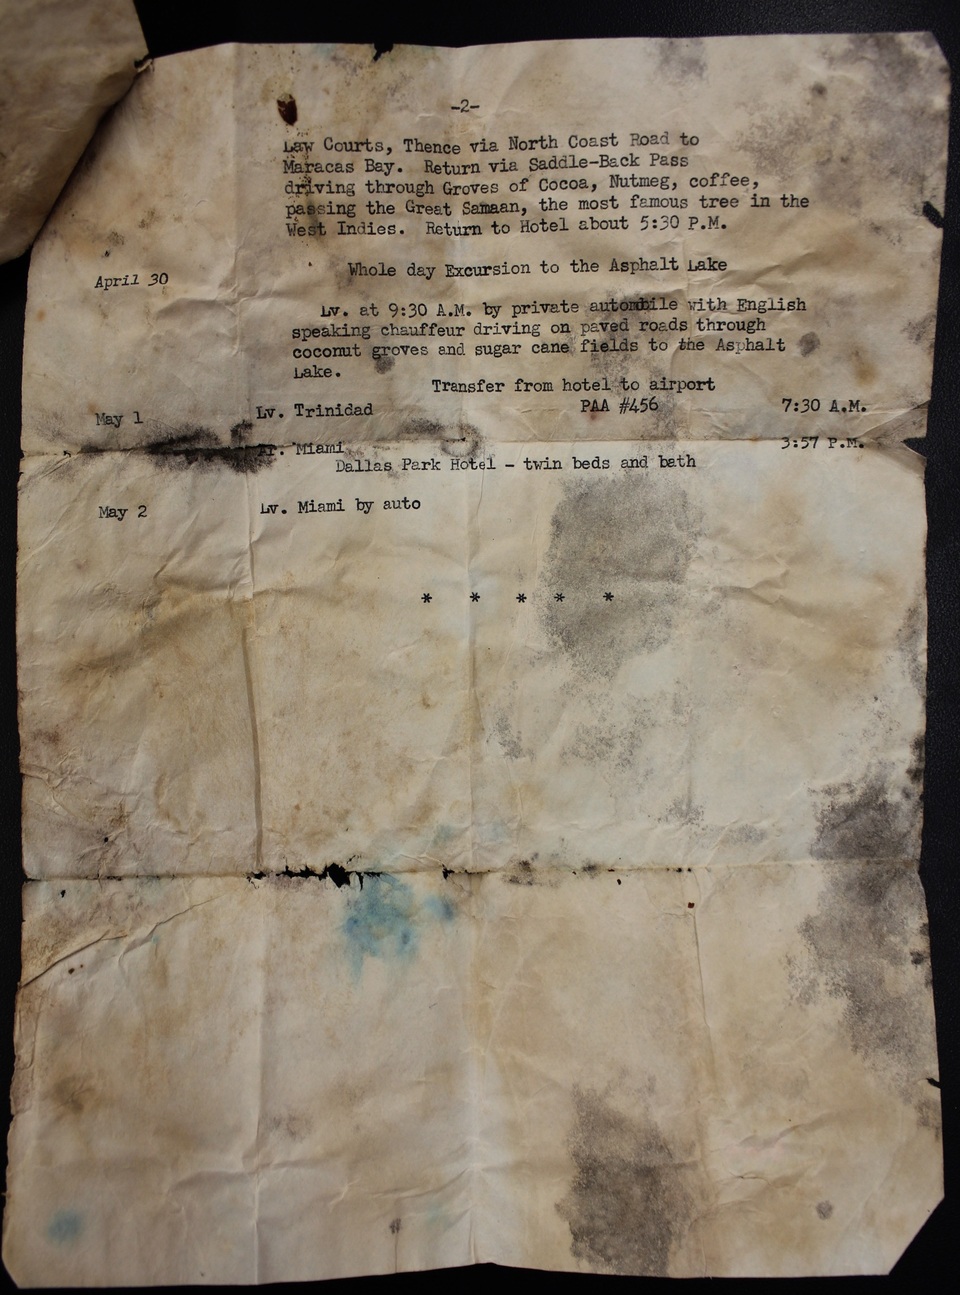 -2-
Law Courts, Thence via North Coast Road to
Maracas Bay. Return via Saddle-Back Pass
driving through Groves of Cocoa, Nutmeg, coffee,
passing the Great Samaan, the most famous tree in the
West Indies. Return to Hotel about 5:30 P.M.
April 30 Whole day Excursion to the Asphalt Lake
Lv. at 9:30 A.M. by private automobile with English
speaking chauffeur driving on paved roads through
coconut groves and sugar cane fields to the Asphalt
Lake.
Transfer from hotel to airport
May 1 Lv. Trinidad PAA #456 7:30 A.M.
Ar. Miami 3:57 P.M.
Dallas Park Hotel - twin beds and bath
May 2 Lv. Miami by auto
* * * * *